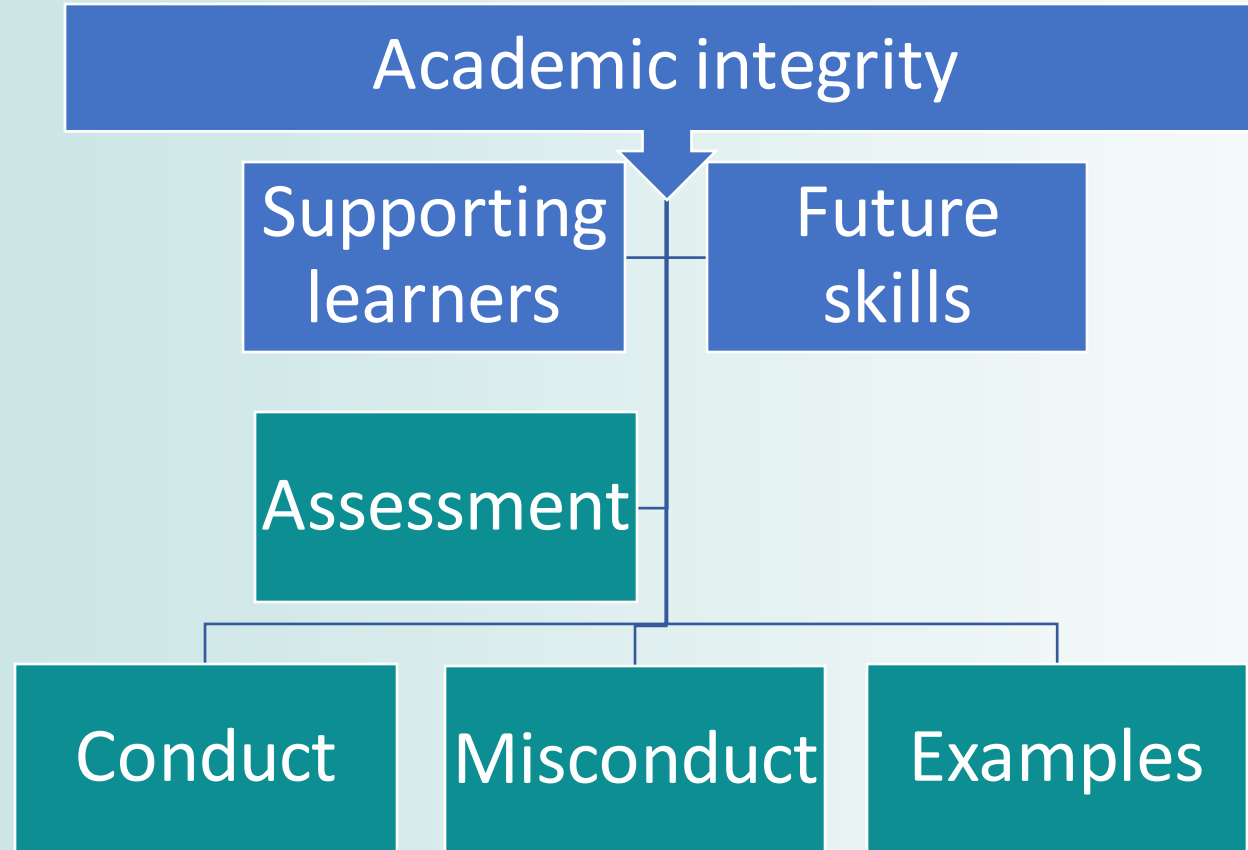 Academic integrity
Supporting
learners
Future
skills
Assessment
Conduct
Misconduct
Examples